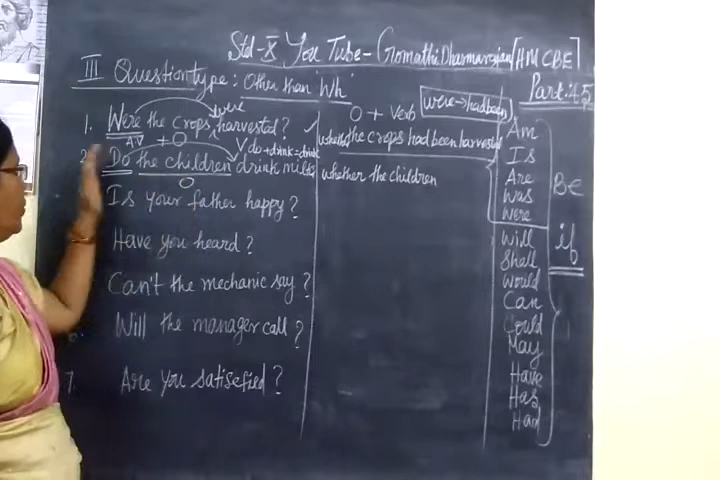 Std-X You Tube - Gomathi Dharmarajan [HM CBE]
Part.45
III Question type: Other than 'Wh'
O + Verb
were → had been
were
1. Were the crops harvested? ✓
AV + O
whether the crops had been harvested
V do + drink = drink
2. Do the children drink milk
O
whether the children
Is your father happy?
Have you heard?
Can't the mechanic say?
6. Will the manager call?
7. Are you satisefied?
Am
Is
Are
Was
Were
BE
Will
Shall
Would
Can
Could
May
Have
Has
Had
if